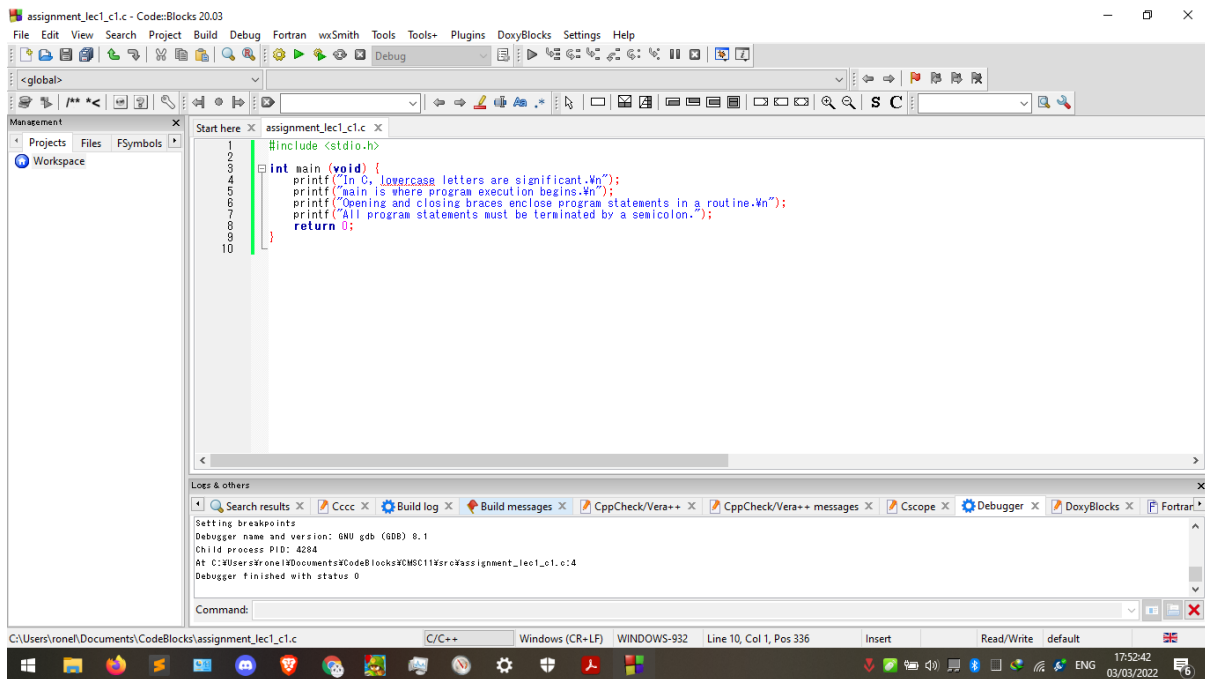 assignment_lec1_c1.c - Code::Blocks 20.03
File Edit View Search Project Build Debug Fortran wxSmith Tools Tools+ Plugins DoxyBlocks Settings Help
Debug
<global>
/** *<
.*
S C
Management
Projects Files FSymbols
Workspace
Start here assignment_lec1_c1.c
1 #include <stdio.h>
2
3 int main (void) {
4 printf("In C, lowercase letters are significant.¥n");
5 printf("main is where program execution begins.¥n");
6 printf("Opening and closing braces enclose program statements in a routine.¥n");
7 printf("All program statements must be terminated by a semicolon.");
8 return 0;
9 }
10
Logs & others
Search results Cccc Build log Build messages CppCheck/Vera++ CppCheck/Vera++ messages Cscope Debugger DoxyBlocks Fortran
Setting breakpoints
Debugger name and version: GNU gdb (GDB) 8.1
Child process PID: 4284
At C:¥Users¥ronel¥Documents¥CodeBlocks¥CMSC11¥src¥assignment_lec1_c1.c:4
Debugger finished with status 0
Command:
C:\Users\ronel\Documents\CodeBlocks\assignment_lec1_c1.c C/C++ Windows (CR+LF) WINDOWS-932 Line 10, Col 1, Pos 336 Insert Read/Write default
ENG 17:52:42
03/03/2022
6